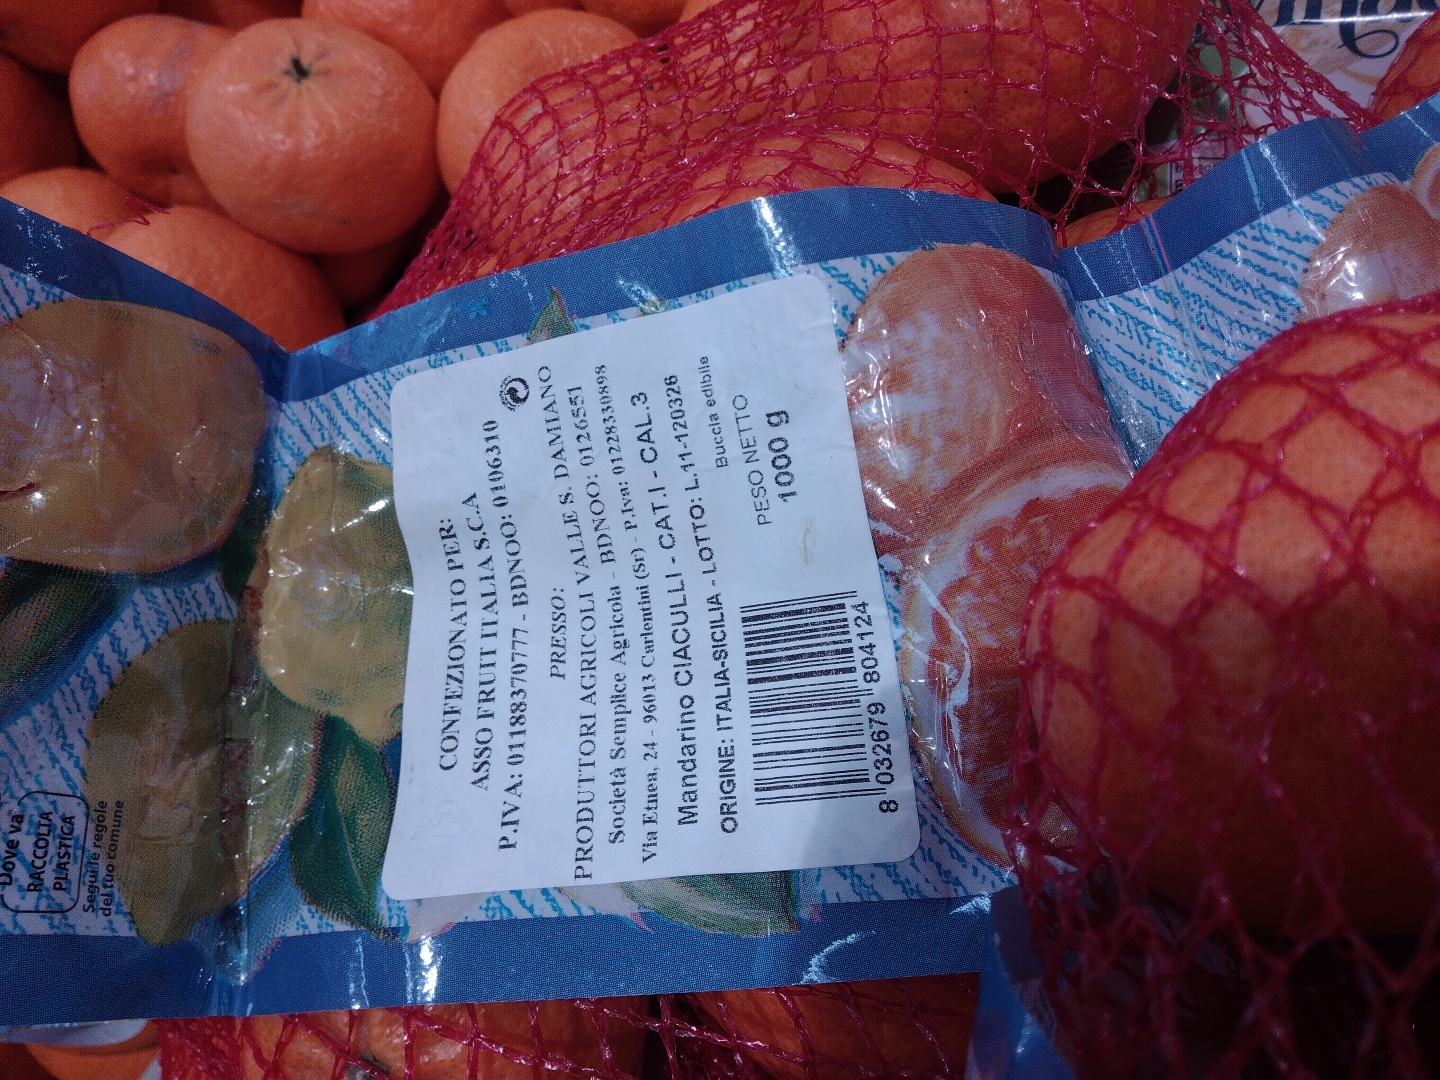 CONFEZIONATO PER:
ASSO FRUIT ITALIA S.C.A
P.IVA: 01188370777 - BDNOO: 0106310
PRESSO:
PRODUTTORI AGRICOLI VALLE S. DAMIANO
Società Semplice Agricola - BDNOO: 0126551
Via Etnea, 24 - 96013 Carlentini (Sr) - P.Iva: 01228330898
Mandarino CIACULLI - CAT.I - CAL.3
ORIGINE: ITALIA-SICILIA - LOTTO: L.11-120326
Buccia edibile
PESO NETTO
1000 g
8 032679 804124
Dove va
RACCOLTA
PLASTICA
Segui le regole
del tuo comune